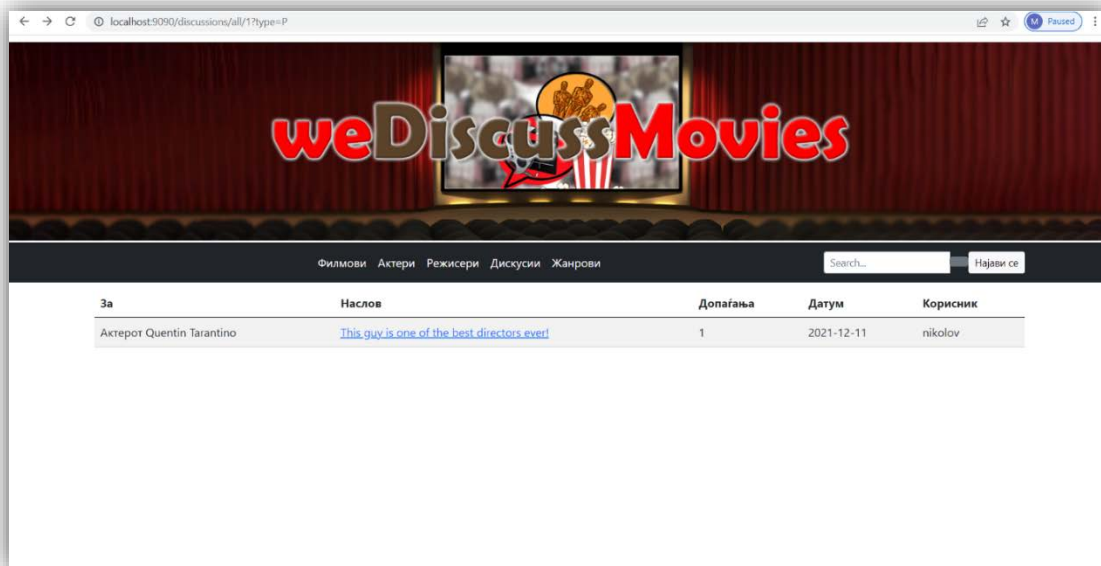 localhost:9090/discussions/all/1?type=P
M Paused
weDiscussMovies
Филмови Актери Режисери Дискусии Жанрови Search... Најави се
За Наслов Допаѓања Датум Корисник
Актерот Quentin Tarantino This guy is one of the best directors ever! 1 2021-12-11 nikolov